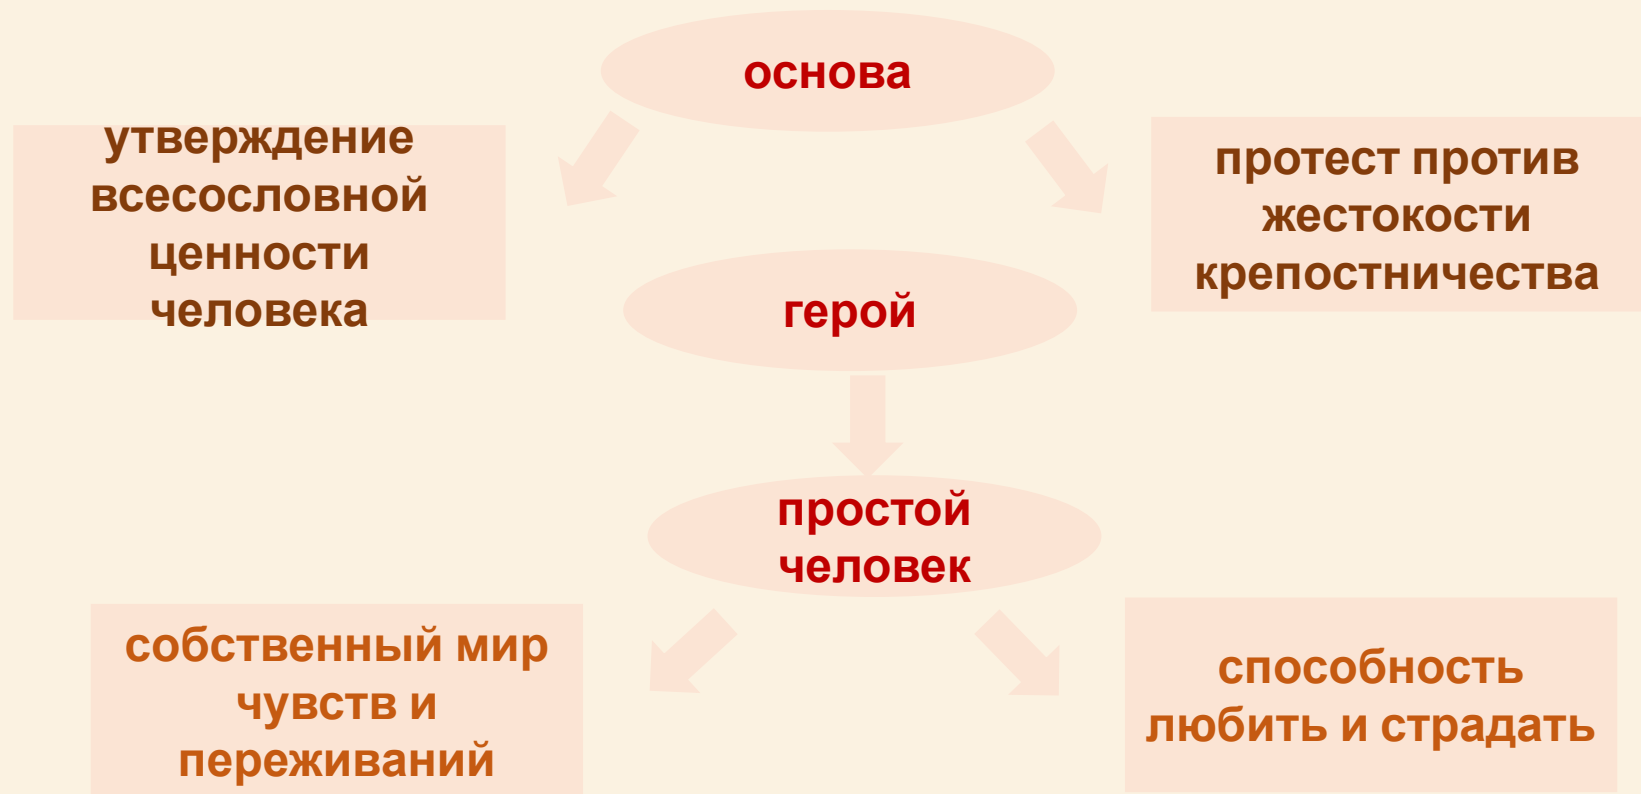 основа
утверждение
всесословной
ценности
человека
протест против
жестокости
крепостничества
герой
простой
человек
собственный мир
чувств и
переживаний
способность
любить и страдать